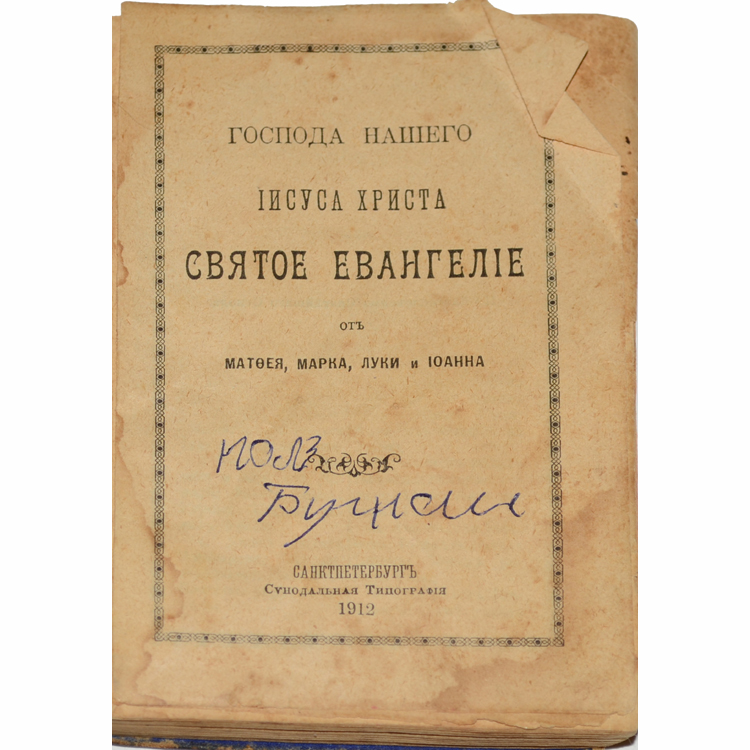 ГОСПОДА НАШЕГО
ІИСУСА ХРИСТА
СВЯТОЕ ЕВАНГЕЛІЕ
отъ
МАТѲЕЯ, МАРКА, ЛУКИ и ІОАННА
САНКТПЕТЕРБУРГЪ
Сѵнодальная Типографія
1912